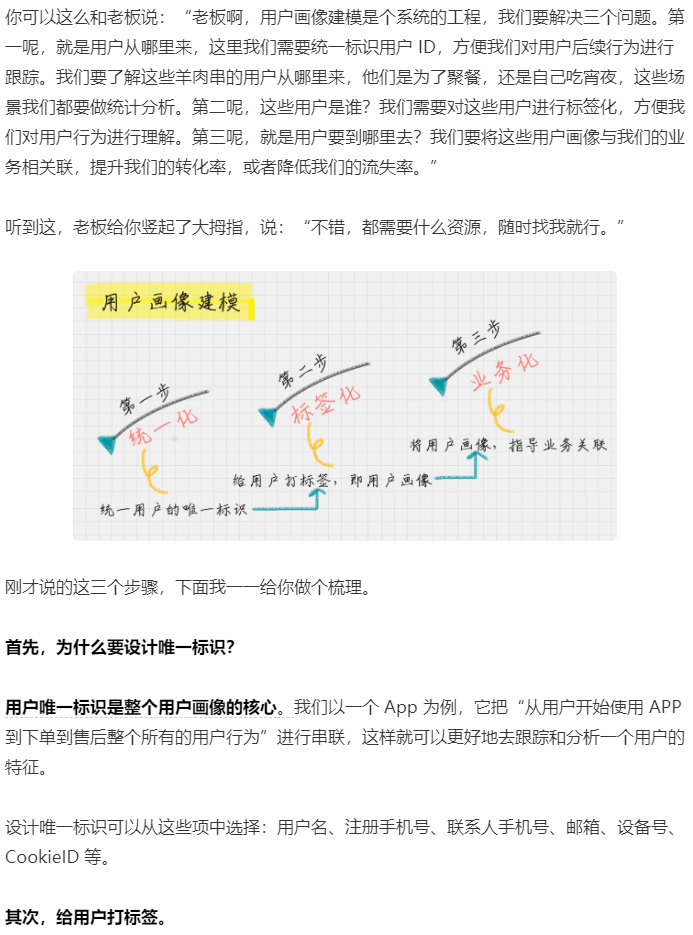 你可以这么和老板说：“老板啊，用户画像建模是个系统的工程，我们要解决三个问题。第
一呢，就是用户从哪里来，这里我们需要统一标识用户 ID，方便我们对用户后续行为进行
跟踪。我们要了解这些羊肉串的用户从哪里来，他们是为了聚餐，还是自己吃宵夜，这些场
景我们都要做统计分析。第二呢，这些用户是谁？我们需要对这些用户进行标签化，方便我
们对用户行为进行理解。第三呢，就是用户要到哪里去？我们要将这些用户画像与我们的业
务相关联，提升我们的转化率，或者降低我们的流失率。”
听到这，老板给你竖起了大拇指，说：“不错，都需要什么资源，随时找我就行。”
用户画像建模
第一步
统一化
统一用户的唯一标识
第二步
标签化
给用户打标签，即用户画像
第三步
业务化
将用户画像，指导业务关联
刚才说的这三个步骤，下面我一一给你做个梳理。
首先，为什么要设计唯一标识？
用户唯一标识是整个用户画像的核心。我们以一个 App 为例，它把“从用户开始使用 APP
到下单到售后整个所有的用户行为”进行串联，这样就可以更好地去跟踪和分析一个用户的
特征。
设计唯一标识可以从这些项中选择：用户名、注册手机号、联系人手机号、邮箱、设备号、
CookieID 等。
其次，给用户打标签。